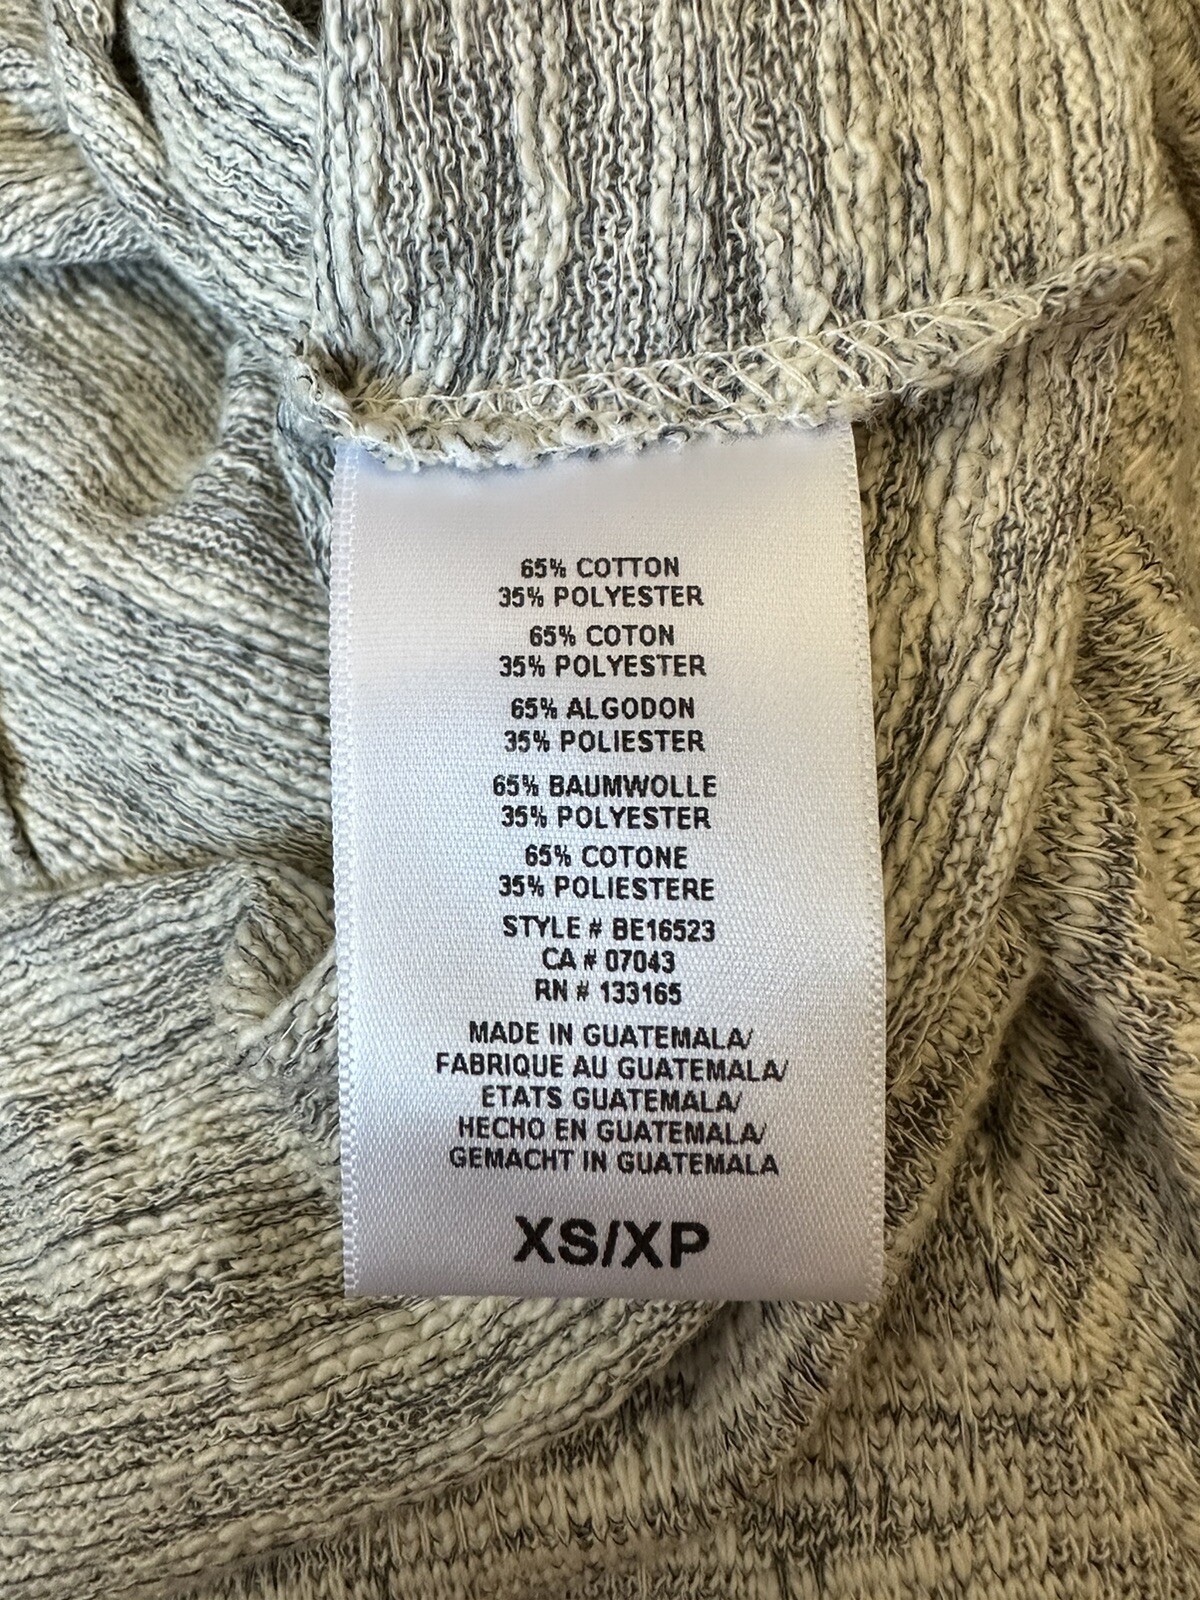 65% COTTON
35% POLYESTER
65% COTON
35% POLYESTER
65% ALGODON
35% POLIESTER
65% BAUMWOLLE
35% POLYESTER
65% COTONE
35% POLIESTERE
STYLE # BE16523
CA # 07043
RN # 133165
MADE IN GUATEMALA/
FABRIQUE AU GUATEMALA/
ETATS GUATEMALA/
HECHO EN GUATEMALA/
GEMACHT IN GUATEMALA
XS/XP